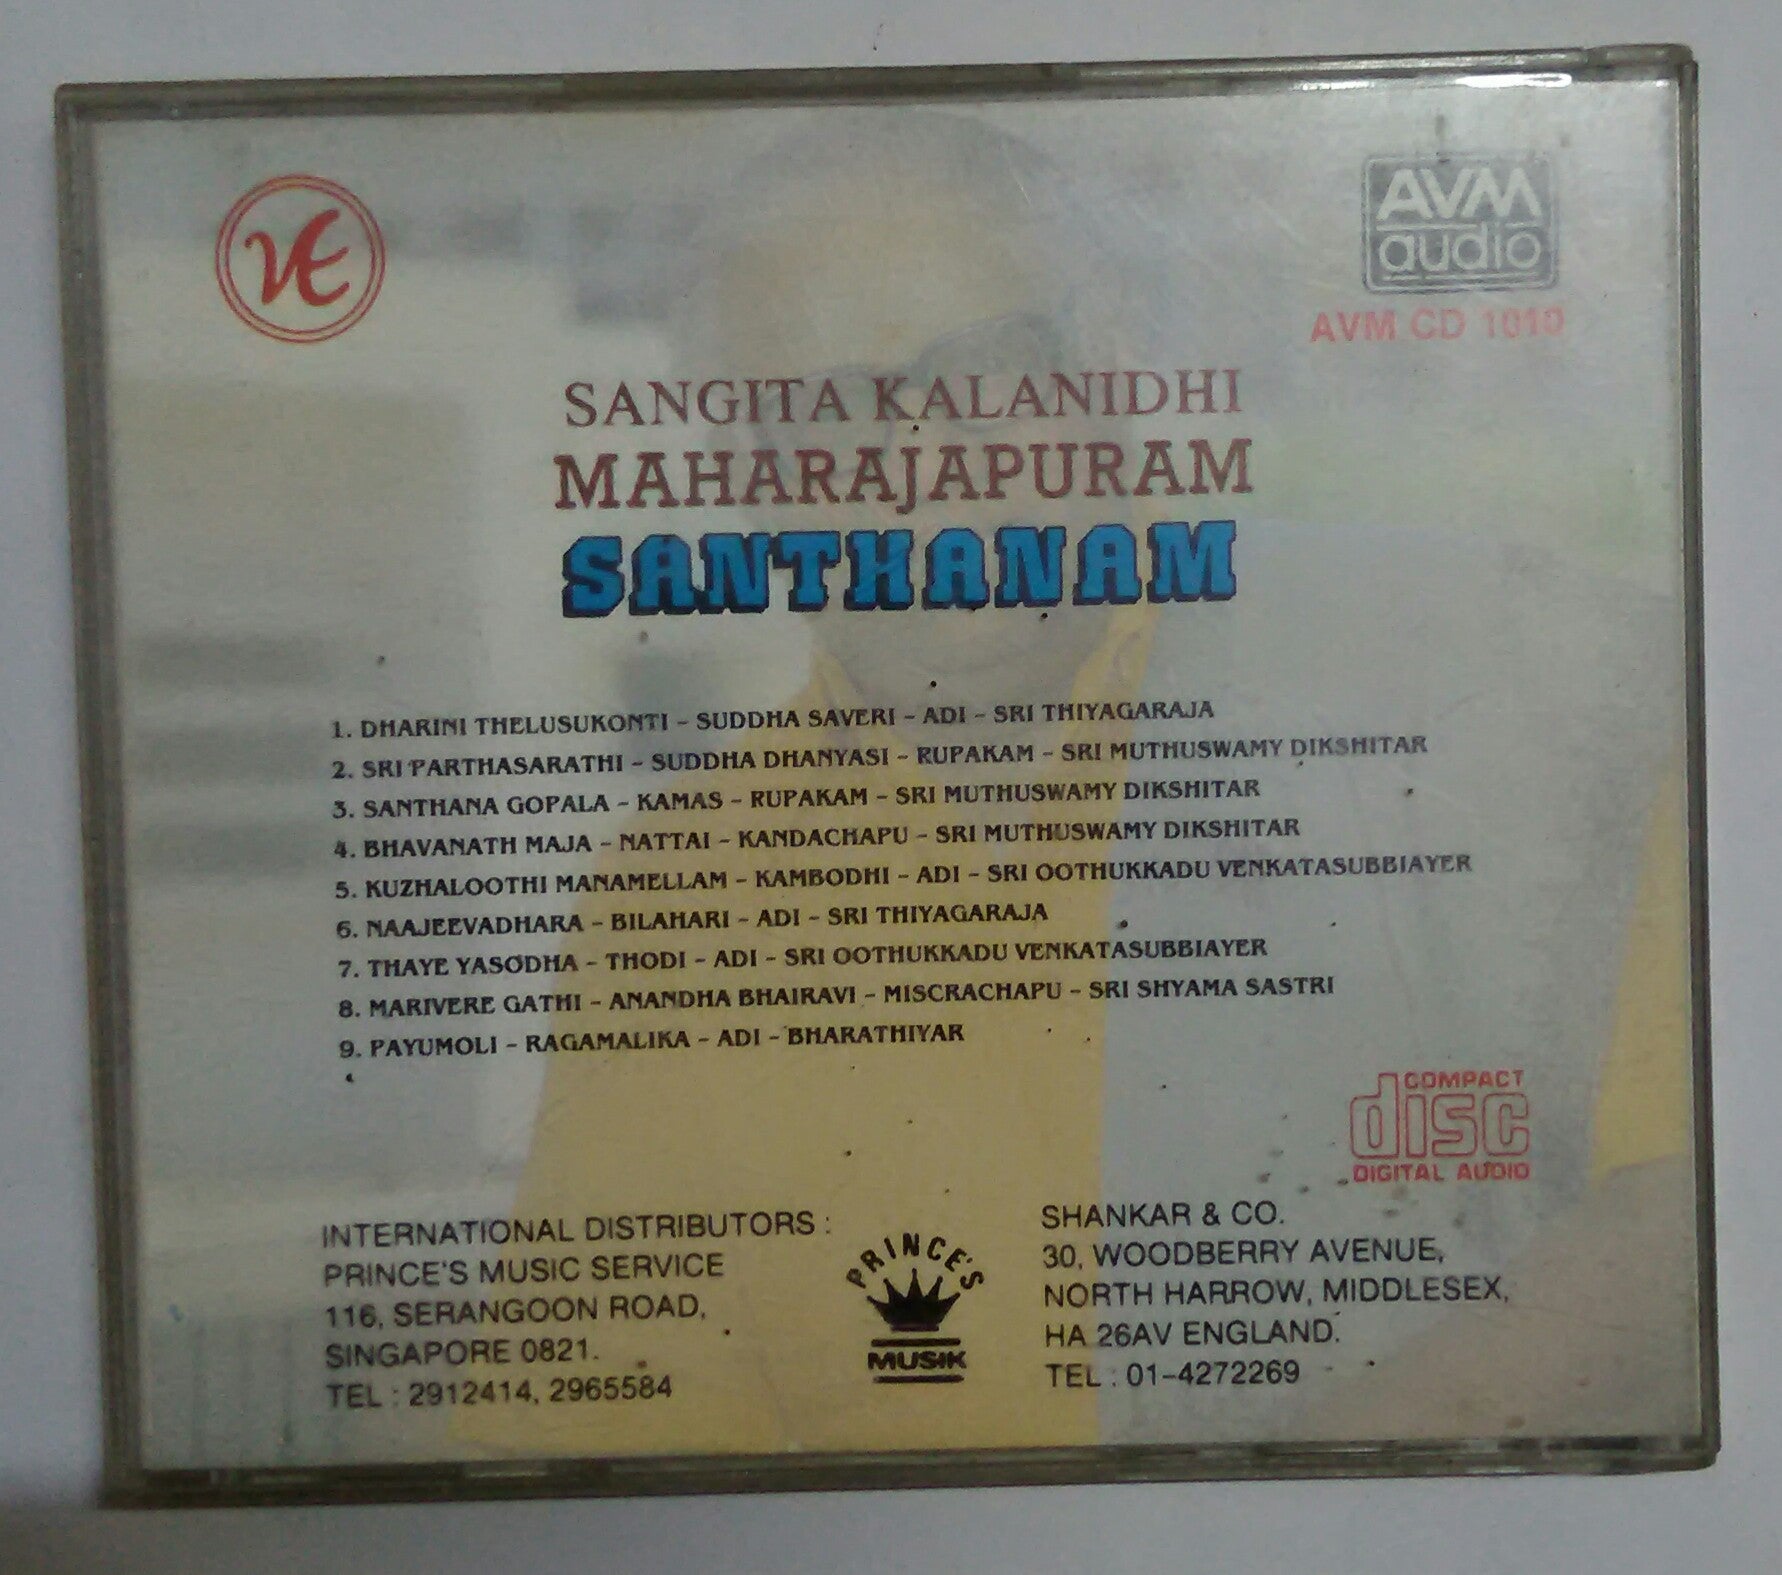 VE
AVM
audio
AVM CD 1010
SANGITA KALANIDHI
MAHARAJAPURAM
SANTHANAM
1. DHARINI THELUSUKONTI - SUDDHA SAVERI - ADI - SRI THIYAGARAJA
2. SRI PARTHASARATHI - SUDDHA DHANYASI - RUPAKAM - SRI MUTHUSWAMY DIKSHITAR
3. SANTHANA GOPALA - KAMAS - RUPAKAM - SRI MUTHUSWAMY DIKSHITAR
4. BHAVANATH MAJA - NATTAI - KANDACHAPU - SRI MUTHUSWAMY DIKSHITAR
5. KUZHALOOTHI MANAMELLAM - KAMBODHI - ADI - SRI OOTHUKKADU VENKATASUBBIAYER
6. NAAJEEVADHARA - BILAHARI - ADI - SRI THIYAGARAJA
7. THAYE YASODHA - THODI - ADI - SRI OOTHUKKADU VENKATASUBBIAYER
8. MARIVERE GATHI - ANANDHA BHAIRAVI - MISCRACHAPU - SRI SHYAMA SASTRI
9. PAYUMOLI - RAGAMALIKA - ADI - BHARATHIYAR
COMPACT
disc
DIGITAL AUDIO
INTERNATIONAL DISTRIBUTORS :
PRINCE'S MUSIC SERVICE
116, SERANGOON ROAD,
SINGAPORE 0821.
TEL : 2912414, 2965584
PRINCE'S
MUSIK
SHANKAR & CO.
30, WOODBERRY AVENUE,
NORTH HARROW, MIDDLESEX,
HA 26AV ENGLAND.
TEL : 01-4272269